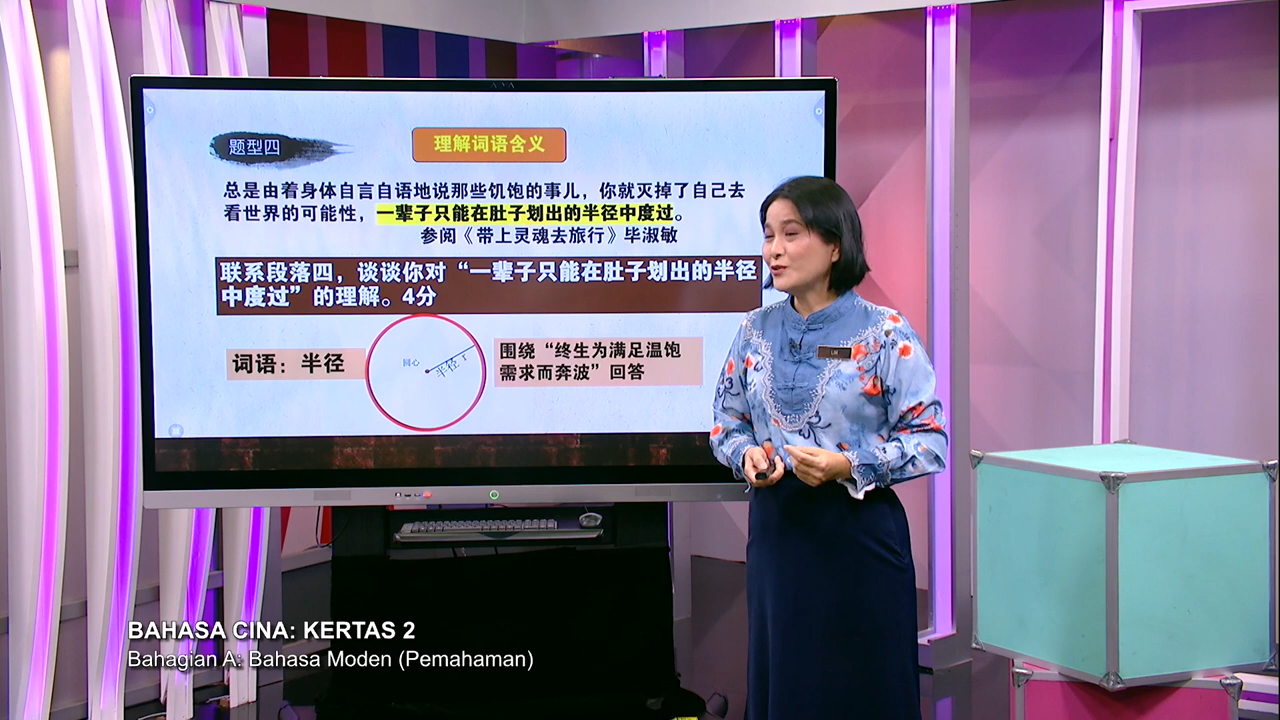 题型四
理解词语含义
总是由着身体自言自语地说那些饥饱的事儿，你就灭掉了自己去
看世界的可能性，一辈子只能在肚子划出的半径中度过。
参阅《带上灵魂去旅行》毕淑敏
联系段落四，谈谈你对“一辈子只能在肚子划出的半径
中度过”的理解。4分
词语：半径
圆心
半径 r
围绕“终生为满足温饱
需求而奔波”回答
BAHASA CINA: KERTAS 2
Bahagian A: Bahasa Moden (Pemahaman)